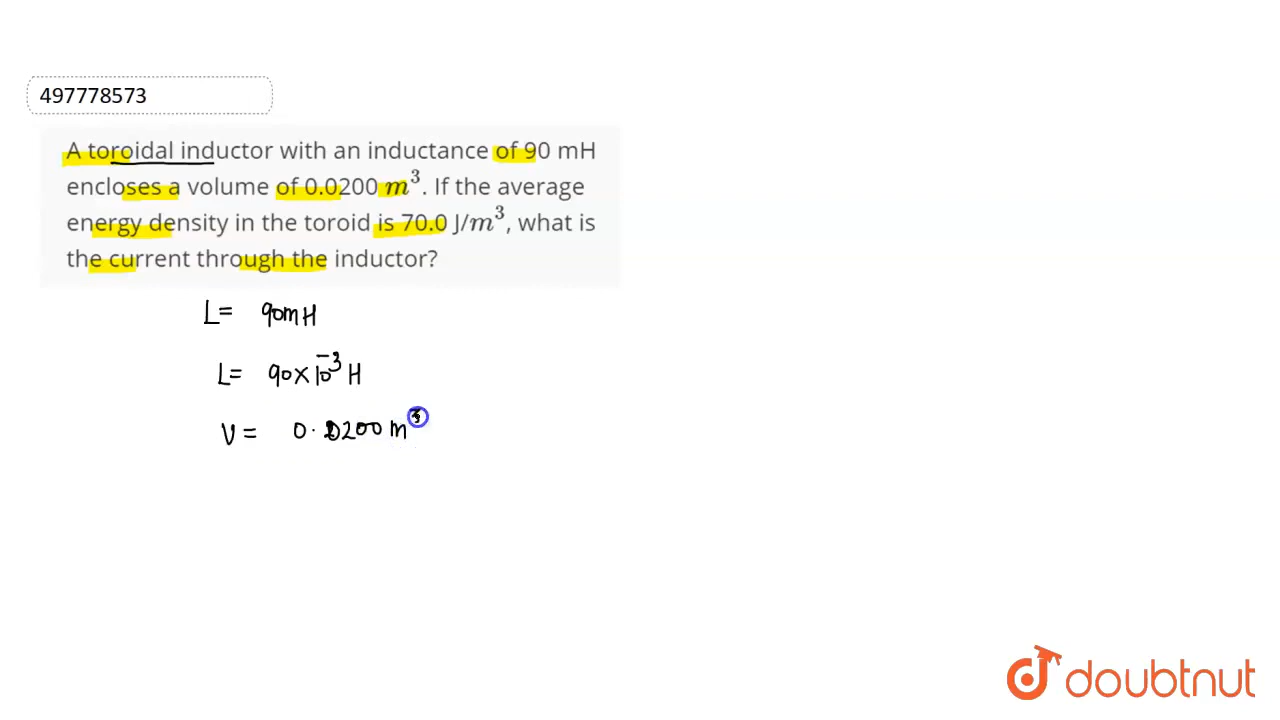 497778573
A toroidal inductor with an inductance of 90 mH
encloses a volume of 0.0200 m³. If the average
energy density in the toroid is 70.0 J/m³, what is
the current through the inductor?
L= 90mH
L= 90×10⁻³ H
V= 0.0200 m³
doubtnut